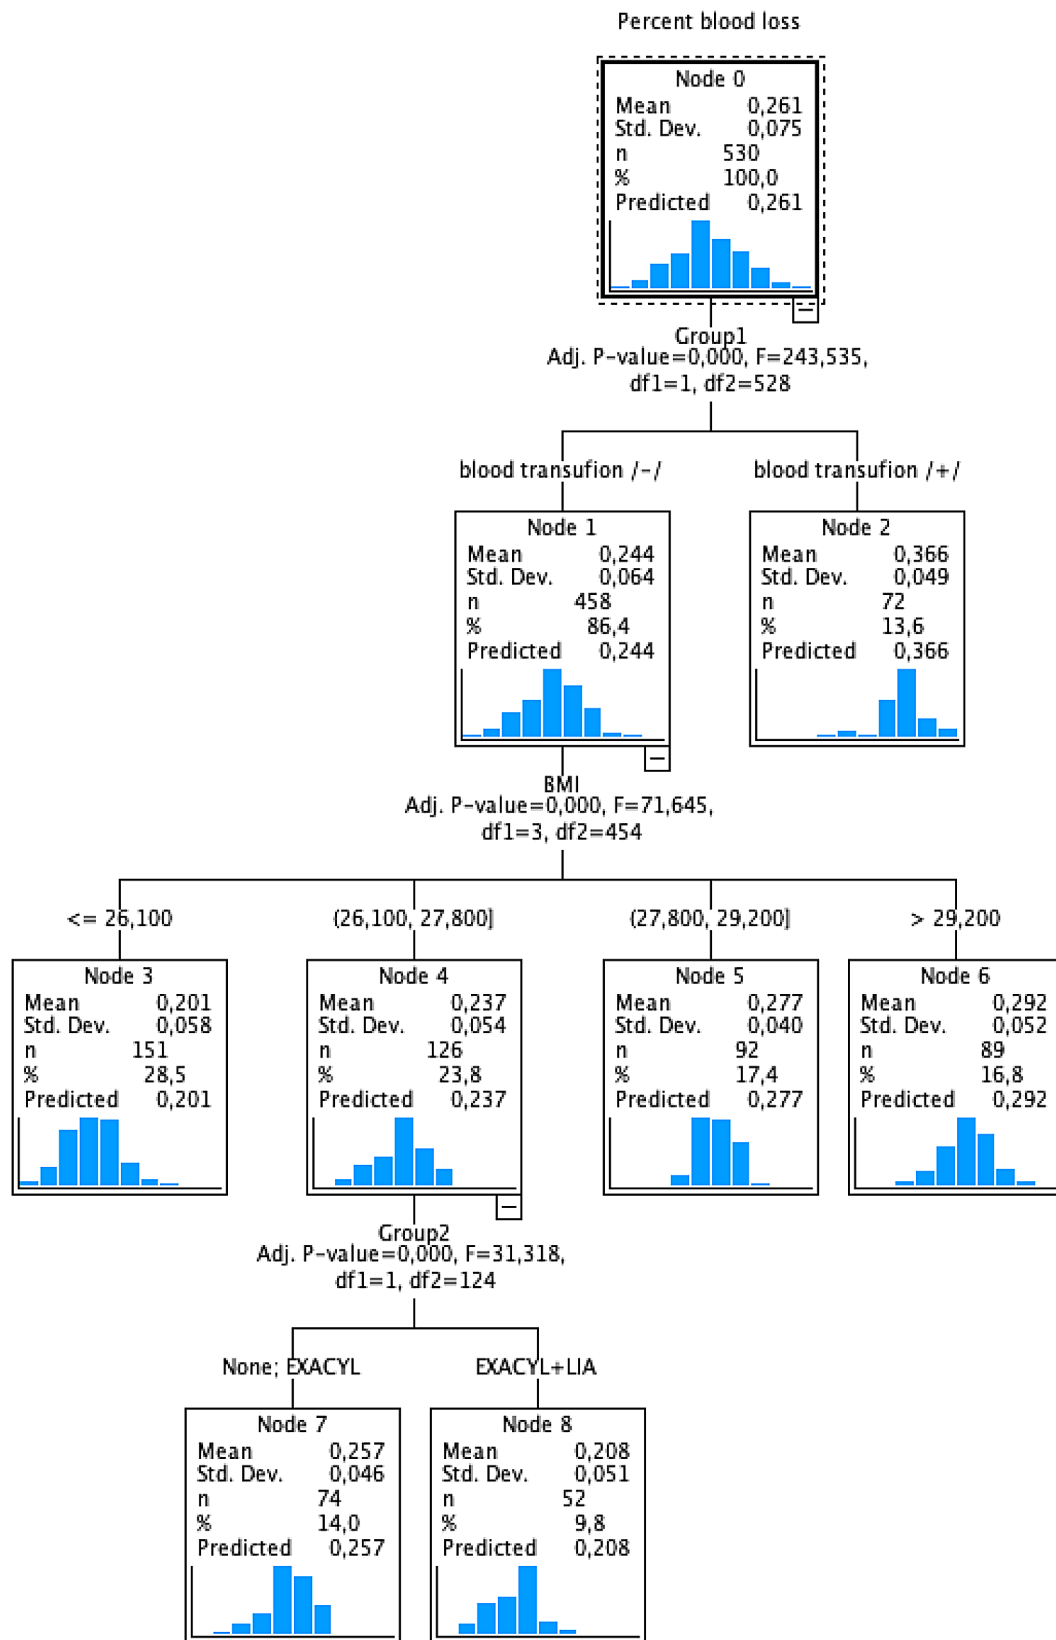 Percent blood loss
Node 0
Mean 0,261
Std. Dev. 0,075
n 530
% 100,0
Predicted 0,261
Group1
Adj. P-value=0,000, F=243,535,
df1=1, df2=528
blood transufion /-/
blood transufion /+/
Node 1
Mean 0,244
Std. Dev. 0,064
n 458
% 86,4
Predicted 0,244
Node 2
Mean 0,366
Std. Dev. 0,049
n 72
% 13,6
Predicted 0,366
BMI
Adj. P-value=0,000, F=71,645,
df1=3, df2=454
<= 26,100
(26,100, 27,800]
(27,800, 29,200]
> 29,200
Node 3
Mean 0,201
Std. Dev. 0,058
n 151
% 28,5
Predicted 0,201
Node 4
Mean 0,237
Std. Dev. 0,054
n 126
% 23,8
Predicted 0,237
Node 5
Mean 0,277
Std. Dev. 0,040
n 92
% 17,4
Predicted 0,277
Node 6
Mean 0,292
Std. Dev. 0,052
n 89
% 16,8
Predicted 0,292
Group2
Adj. P-value=0,000, F=31,318,
df1=1, df2=124
None; EXACYL
EXACYL+LIA
Node 7
Mean 0,257
Std. Dev. 0,046
n 74
% 14,0
Predicted 0,257
Node 8
Mean 0,208
Std. Dev. 0,051
n 52
% 9,8
Predicted 0,208